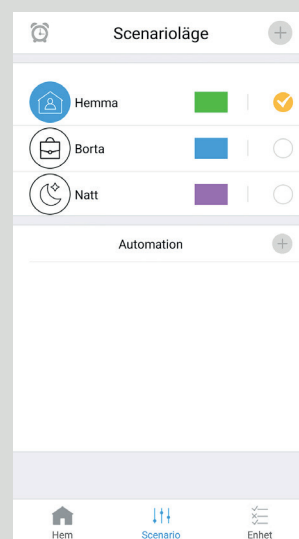 Scenarioläge
Hemma
Borta
Natt
Automation
Hem
Scenario
Enhet